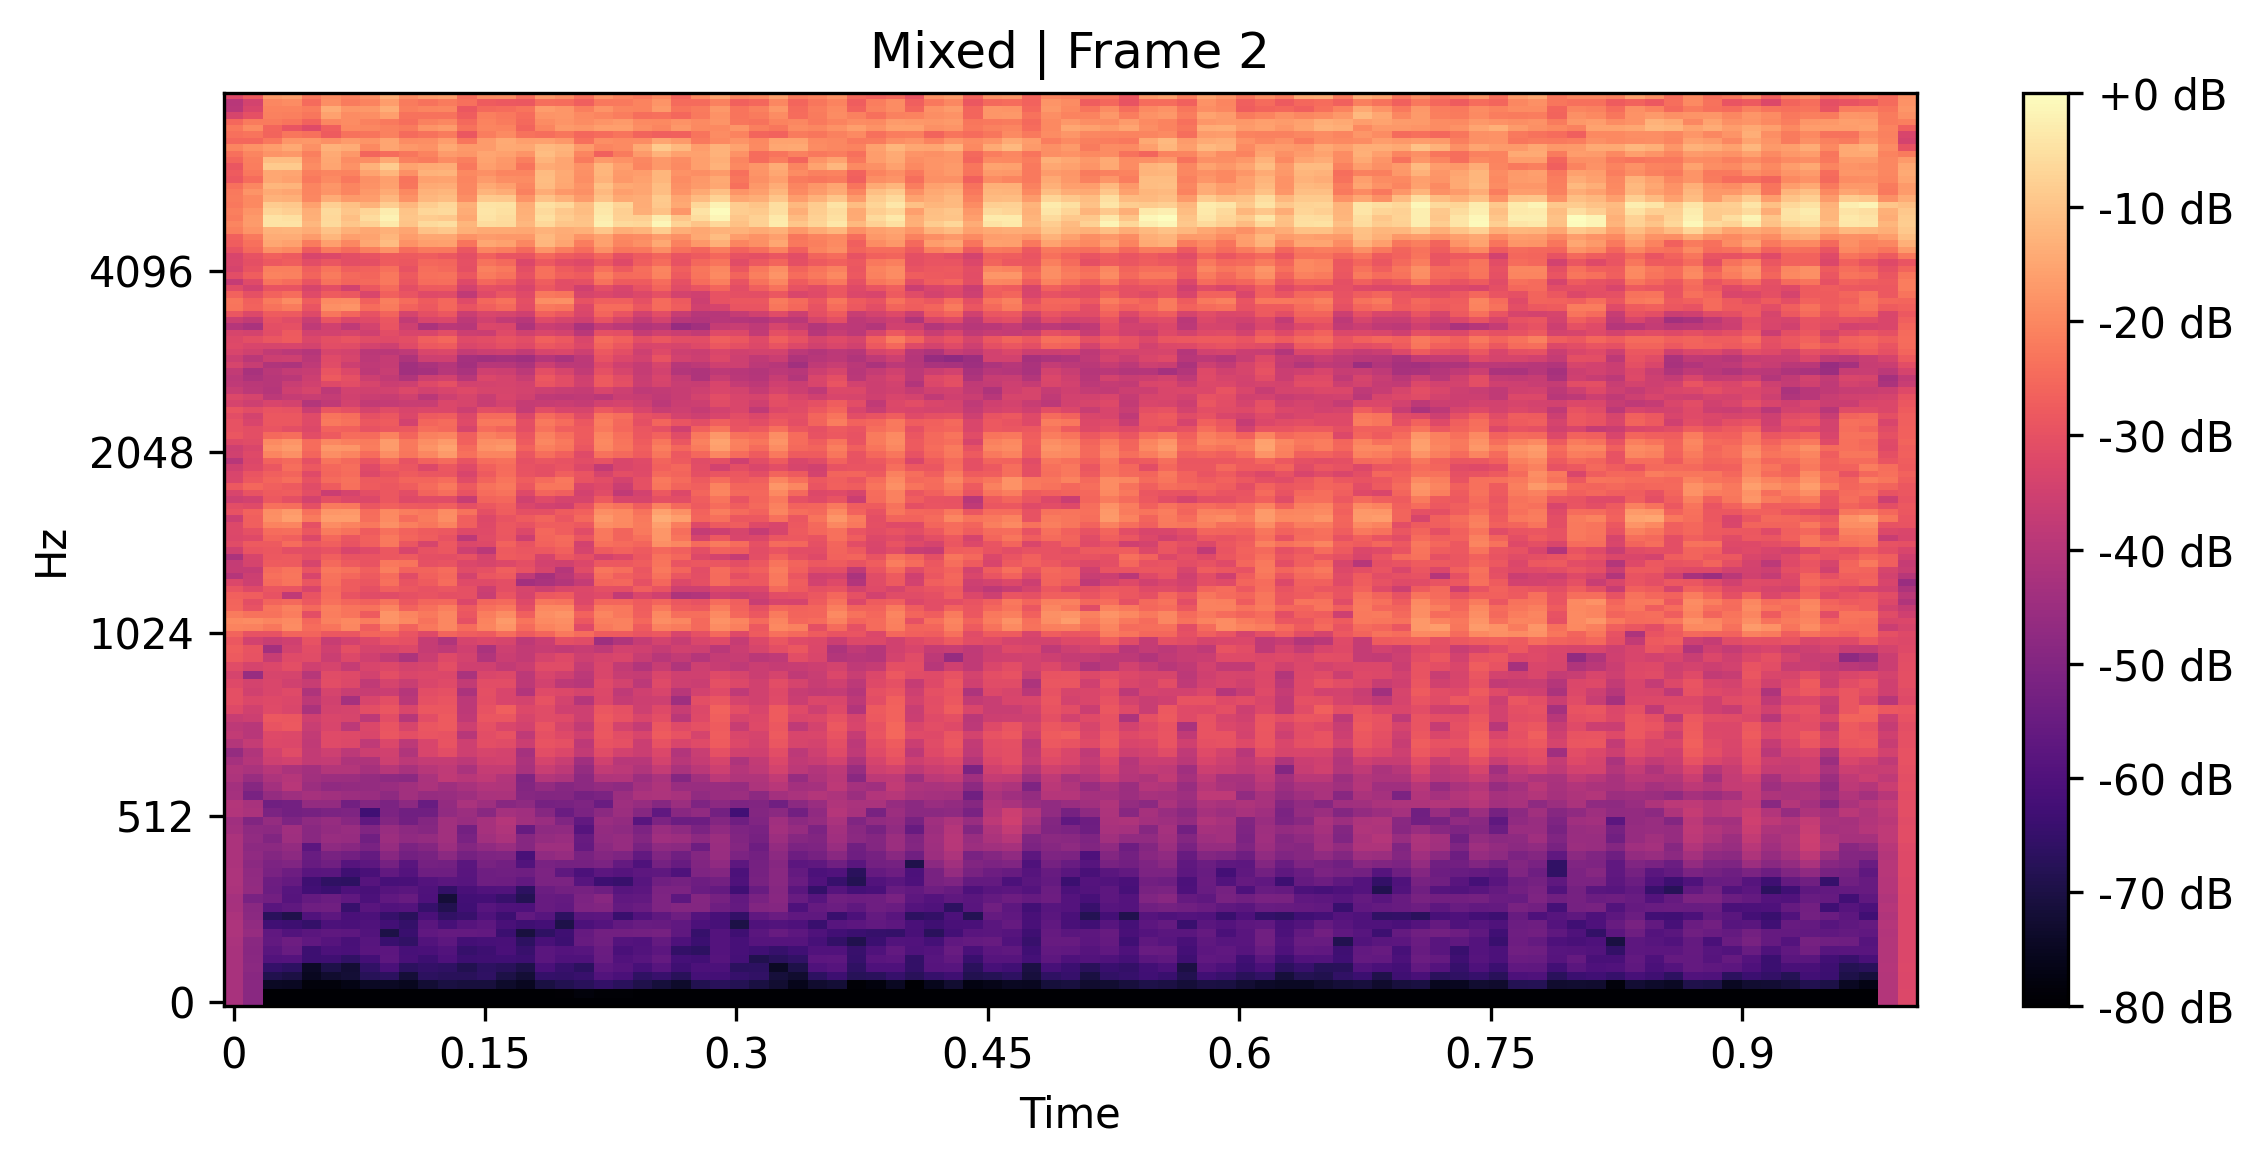 Mixed | Frame 2
+0 dB
-10 dB
-20 dB
-30 dB
-40 dB
-50 dB
-60 dB
-70 dB
-80 dB
Hz
4096
2048
1024
512
0
0 0.15 0.3 0.45 0.6 0.75 0.9
Time